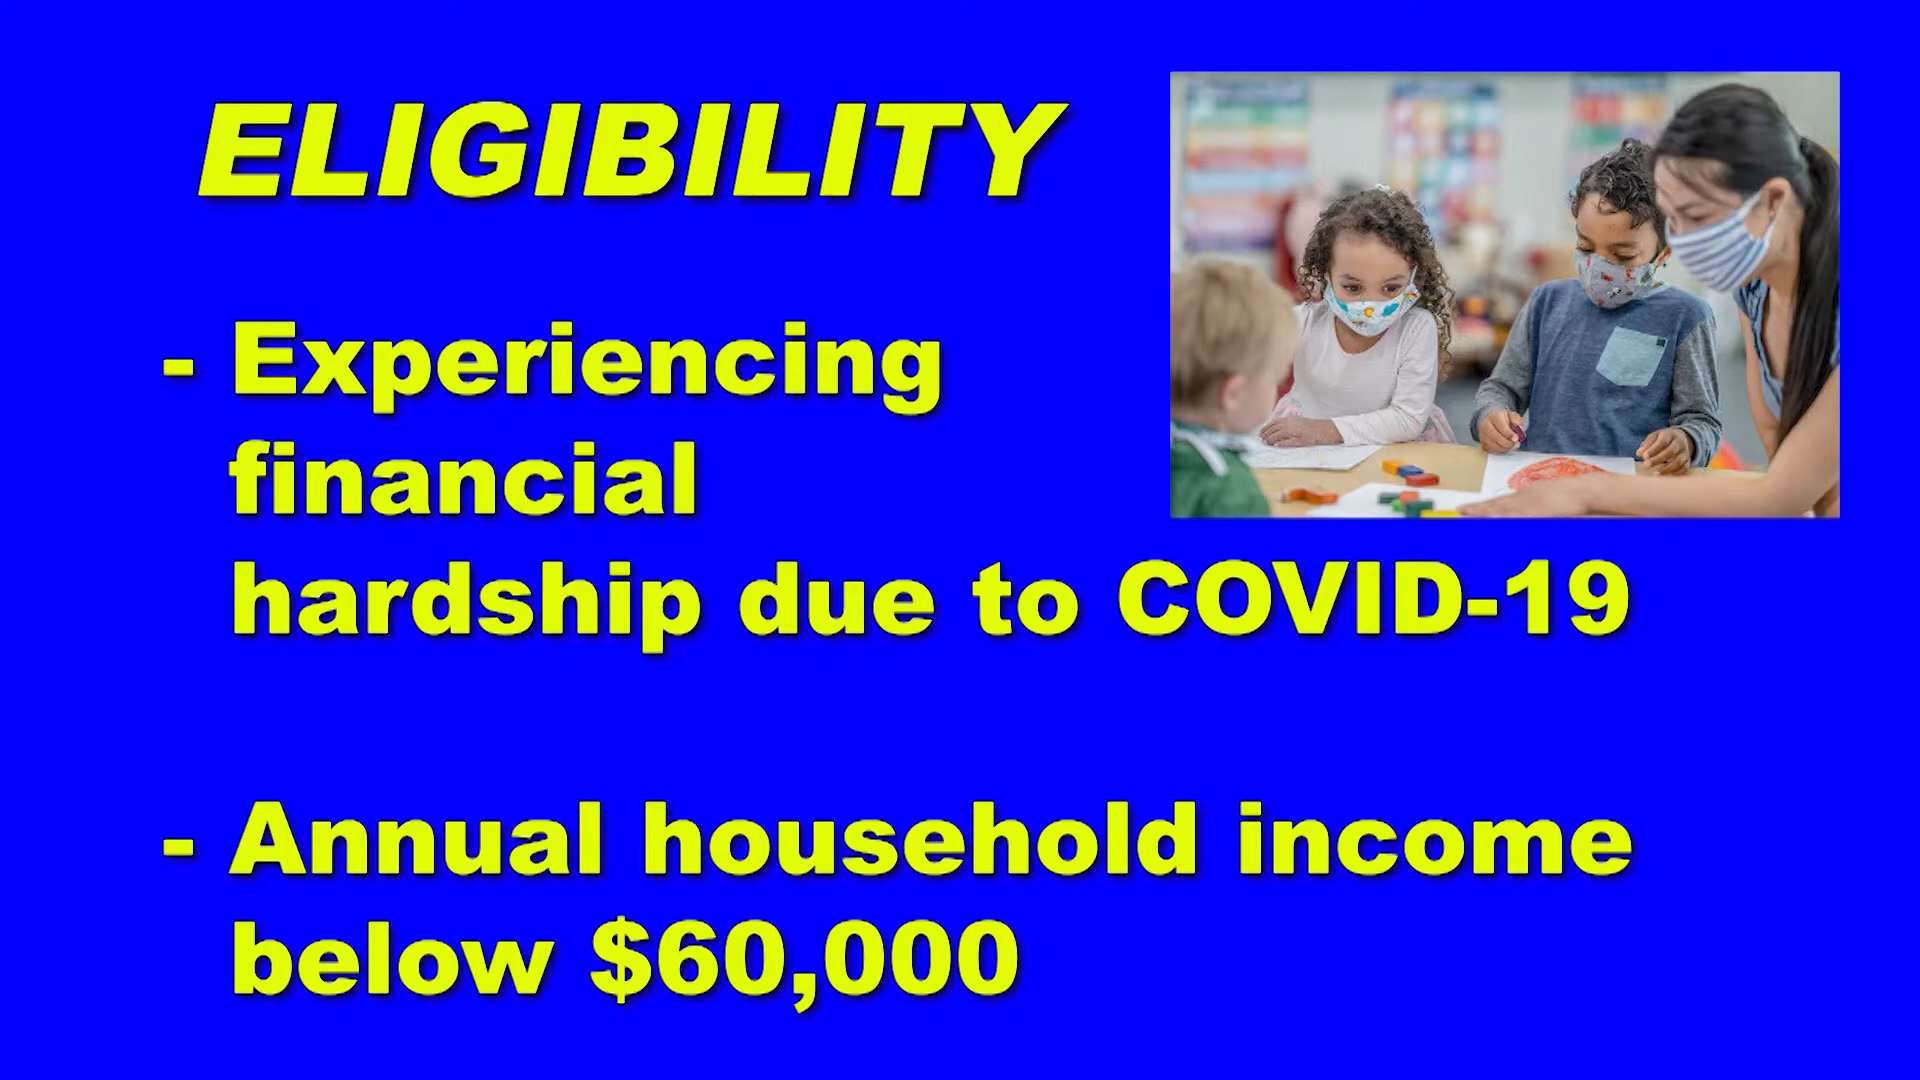 ELIGIBILITY
- Experiencing
financial
hardship due to COVID-19
- Annual household income
below $60,000